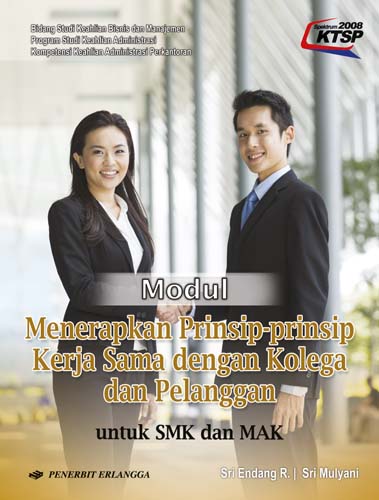 Bidang Studi Keahlian Bisnis dan Manajemen
Program Studi Keahlian Administrasi
Kompetensi Keahlian Administrasi Perkantoran
Spektrum 2008
KTSP
Modul
Menerapkan Prinsip-prinsip
Kerja Sama dengan Kolega
dan Pelanggan
untuk SMK dan MAK
Sri Endang R. | Sri Mulyani
PENERBIT ERLANGGA